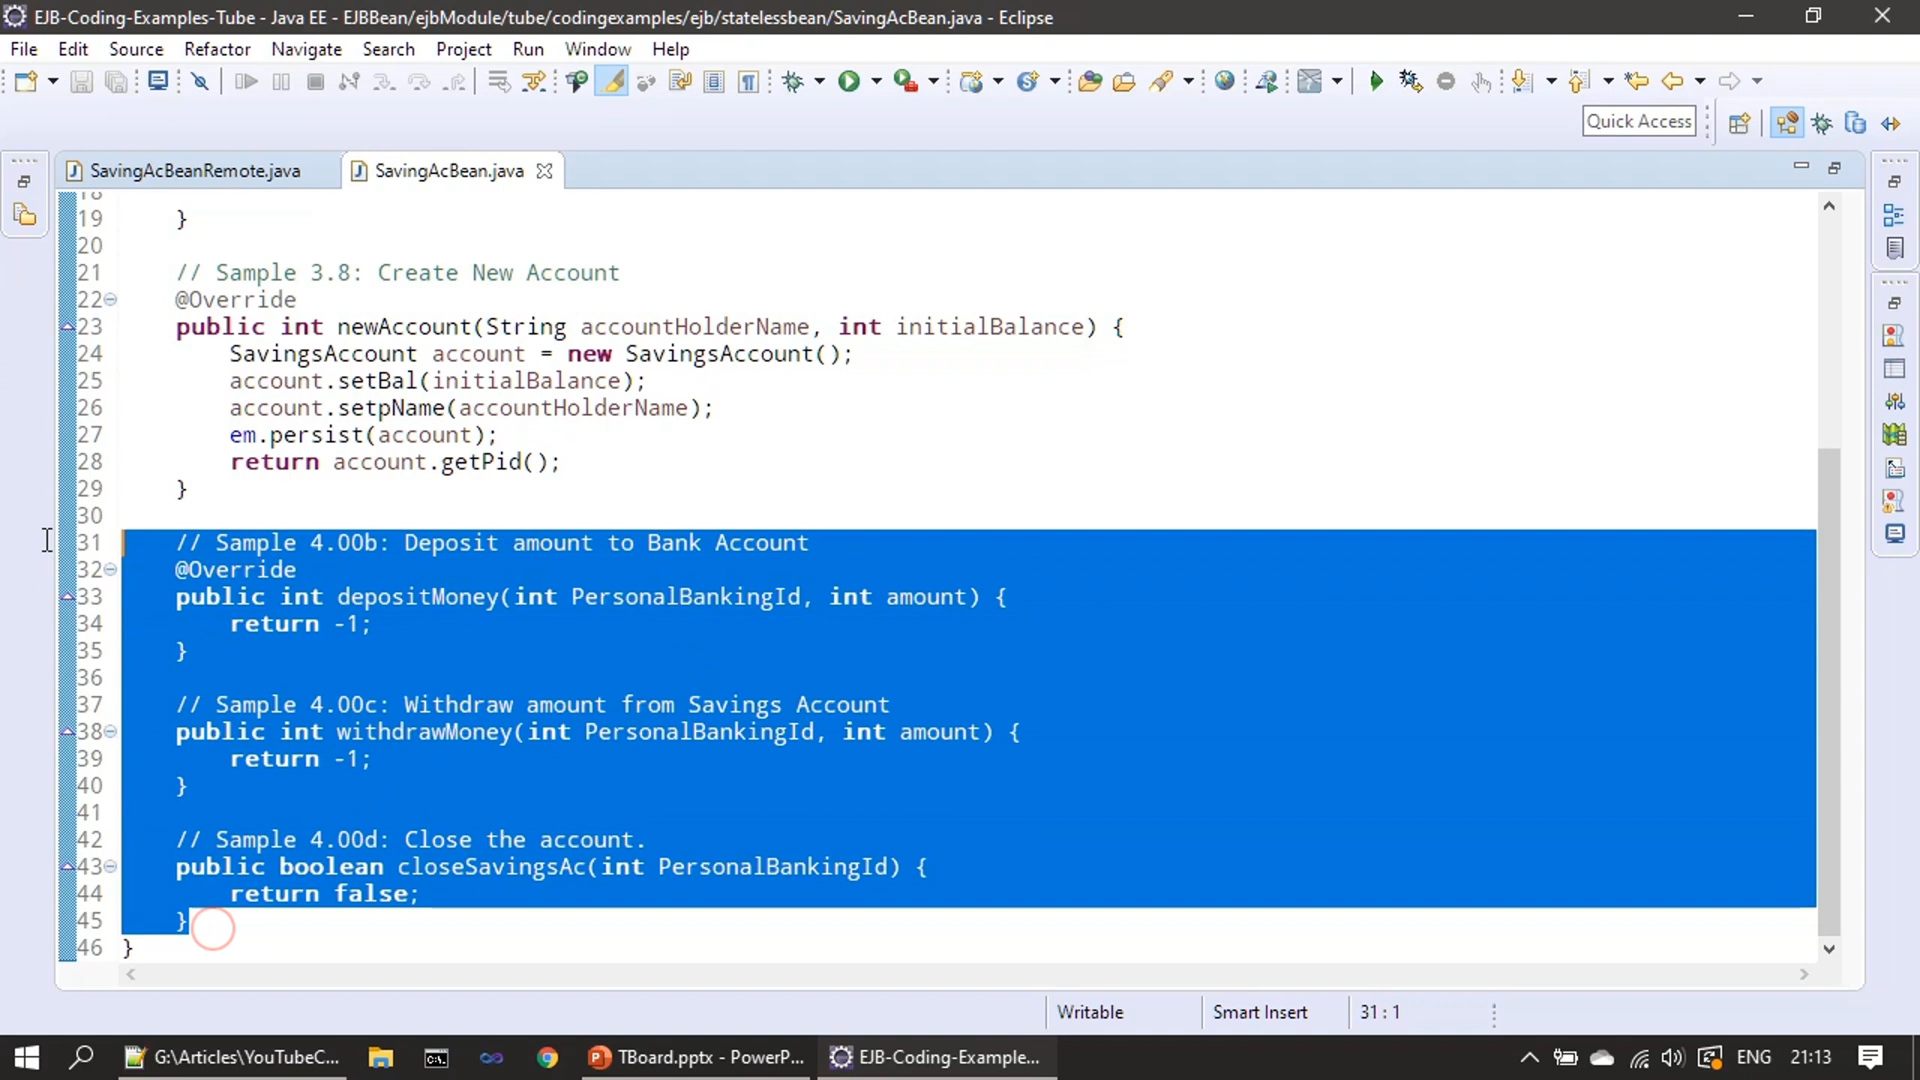 EJB-Coding-Examples-Tube - Java EE - EJBBean/ejbModule/tube/codingexamples/ejb/statelessbean/SavingAcBean.java - Eclipse
File Edit Source Refactor Navigate Search Project Run Window Help
Quick Access
SavingAcBeanRemote.java SavingAcBean.java
18
19 }
20
21 // Sample 3.8: Create New Account
22 @Override
23 public int newAccount(String accountHolderName, int initialBalance) {
24 SavingsAccount account = new SavingsAccount();
25 account.setBal(initialBalance);
26 account.setpName(accountHolderName);
27 em.persist(account);
28 return account.getPid();
29 }
30
31 // Sample 4.00b: Deposit amount to Bank Account
32 @Override
33 public int depositMoney(int PersonalBankingId, int amount) {
34 return -1;
35 }
36
37 // Sample 4.00c: Withdraw amount from Savings Account
38 public int withdrawMoney(int PersonalBankingId, int amount) {
39 return -1;
40 }
41
42 // Sample 4.00d: Close the account.
43 public boolean closeSavingsAc(int PersonalBankingId) {
44 return false;
45 }
46 }
Writable Smart Insert 31 : 1
G:\Articles\YouTubeC... TBoard.pptx - PowerP... EJB-Coding-Example... ENG 21:13